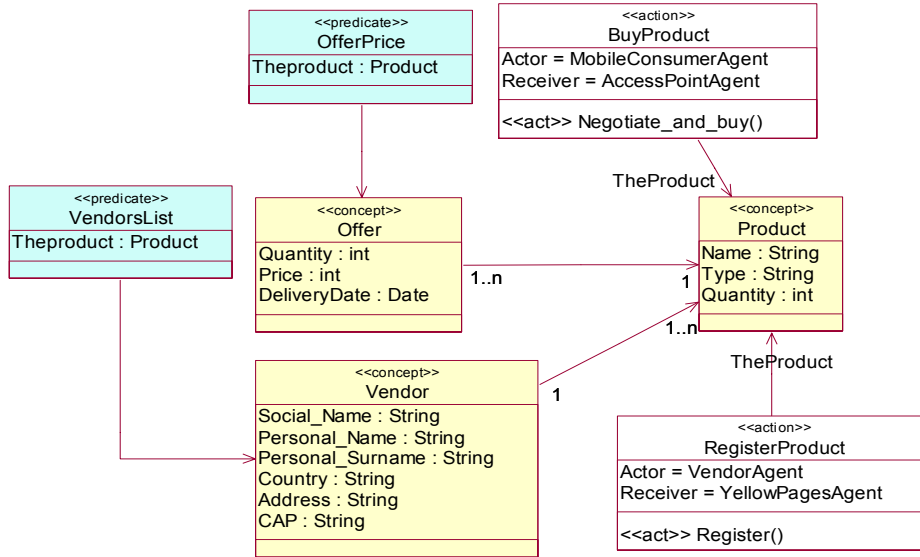 <<predicate>>
OfferPrice
Theproduct : Product
<<action>>
BuyProduct
Actor = MobileConsumerAgent
Receiver = AccessPointAgent
<<act>> Negotiate_and_buy()
TheProduct
<<predicate>>
VendorsList
Theproduct : Product
<<concept>>
Offer
Quantity : int
Price : int
DeliveryDate : Date
1..n
1
<<concept>>
Product
Name : String
Type : String
Quantity : int
1..n
1
<<concept>>
Vendor
Social_Name : String
Personal_Name : String
Personal_Surname : String
Country : String
Address : String
CAP : String
TheProduct
<<action>>
RegisterProduct
Actor = VendorAgent
Receiver = YellowPagesAgent
<<act>> Register()